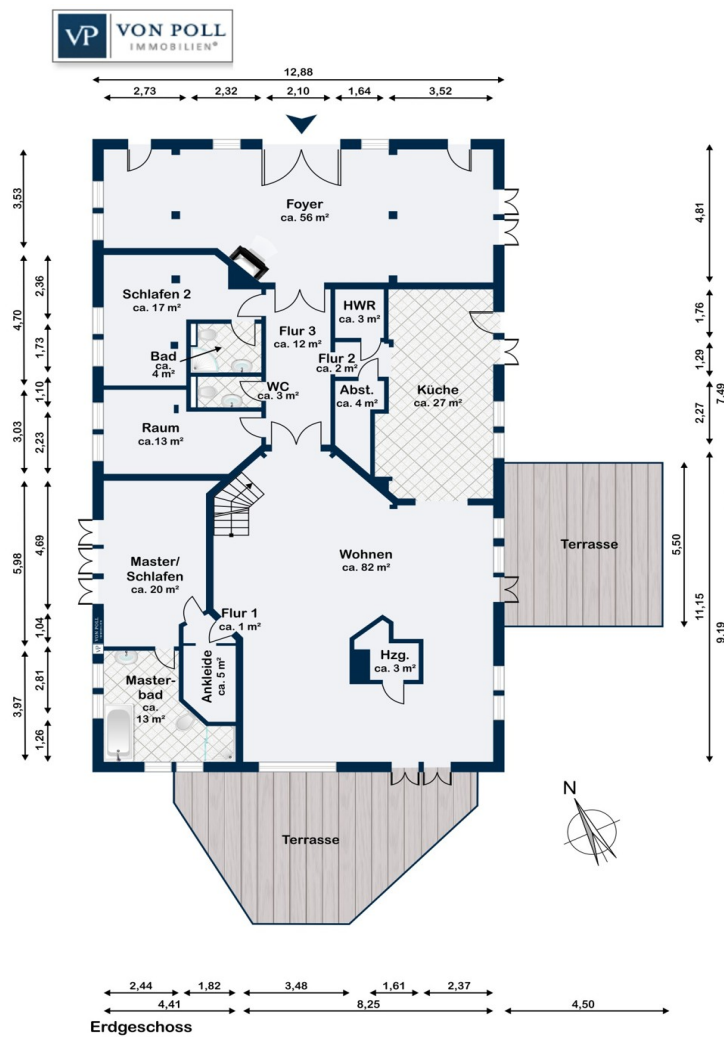 VP VON POLL
IMMOBILIEN®
12,88
2,73 2,32 2,10 1,64 3,52
3,53
4,70
2,36
1,73
1,10
3,03
2,23
5,98
4,69
1,04
3,97
2,81
1,26
4,81
1,76
1,29
7,49
2,27
5,50
11,15
9,19
Foyer
ca. 56 m²
Schlafen 2
ca. 17 m²
HWR
ca. 3 m²
Flur 3
ca. 12 m²
Flur 2
ca. 2 m²
Bad
ca.
4 m²
WC
ca. 3 m²
Abst.
ca. 4 m²
Küche
ca. 27 m²
Raum
ca.13 m²
Wohnen
ca. 82 m²
Terrasse
Master/
Schlafen
ca. 20 m²
Flur 1
ca. 1 m²
Hzg.
ca. 3 m²
Ankleide
ca. 5 m²
Master-
bad
ca.
13 m²
VP VON POLL
N
Terrasse
2,44 1,82 3,48 1,61 2,37
4,41 8,25 4,50
Erdgeschoss